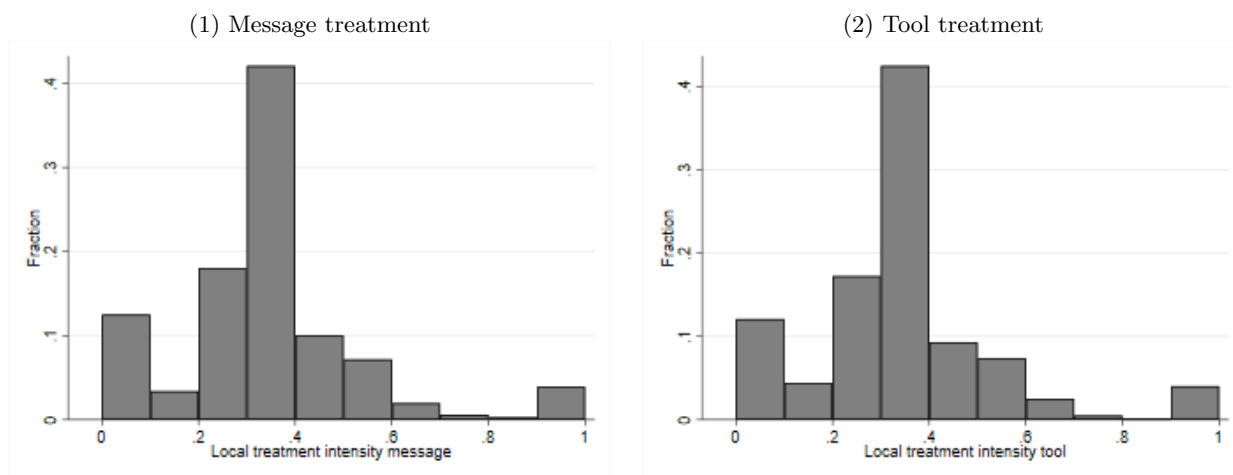 (1) Message treatment
Fraction
.4
.3
.2
.1
0
0 .2 .4 .6 .8 1
Local treatment intensity message
(2) Tool treatment
Fraction
.4
.3
.2
.1
0
0 .2 .4 .6 .8 1
Local treatment intensity tool